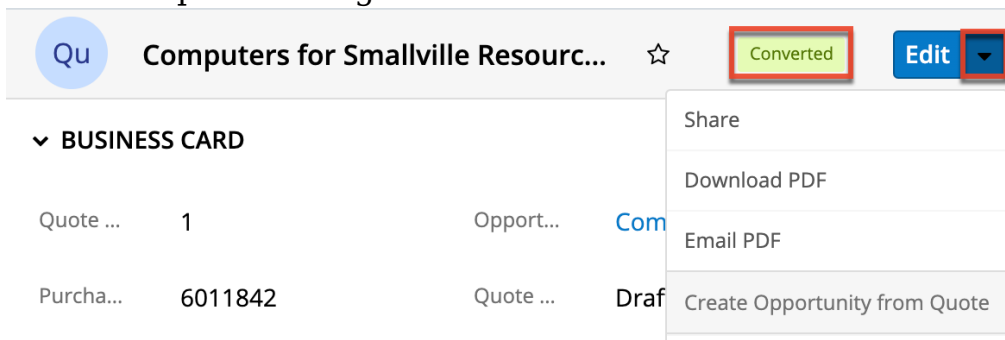 Qu Computers for Smallville Resourc... Converted Edit
Share
BUSINESS CARD
Download PDF
Quote ... 1 Opport... Com
Email PDF
Purcha... 6011842 Quote ... Draf
Create Opportunity from Quote